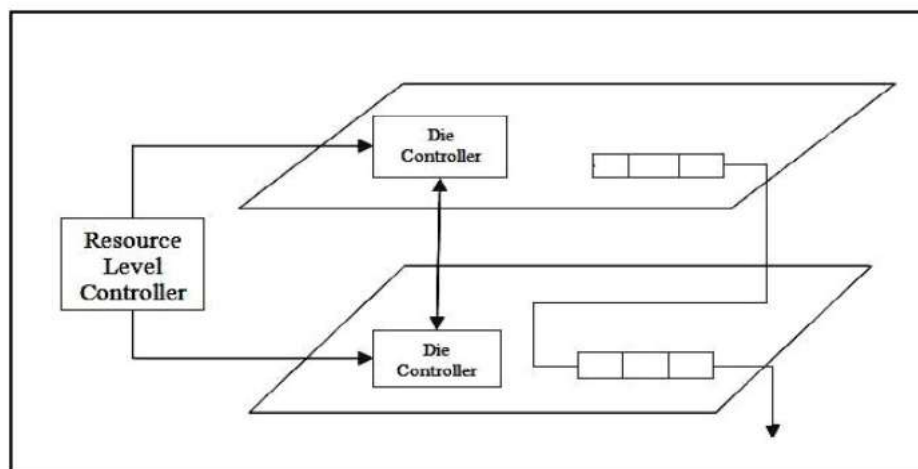 Die
Controller
Resource
Level
Controller
Die
Controller